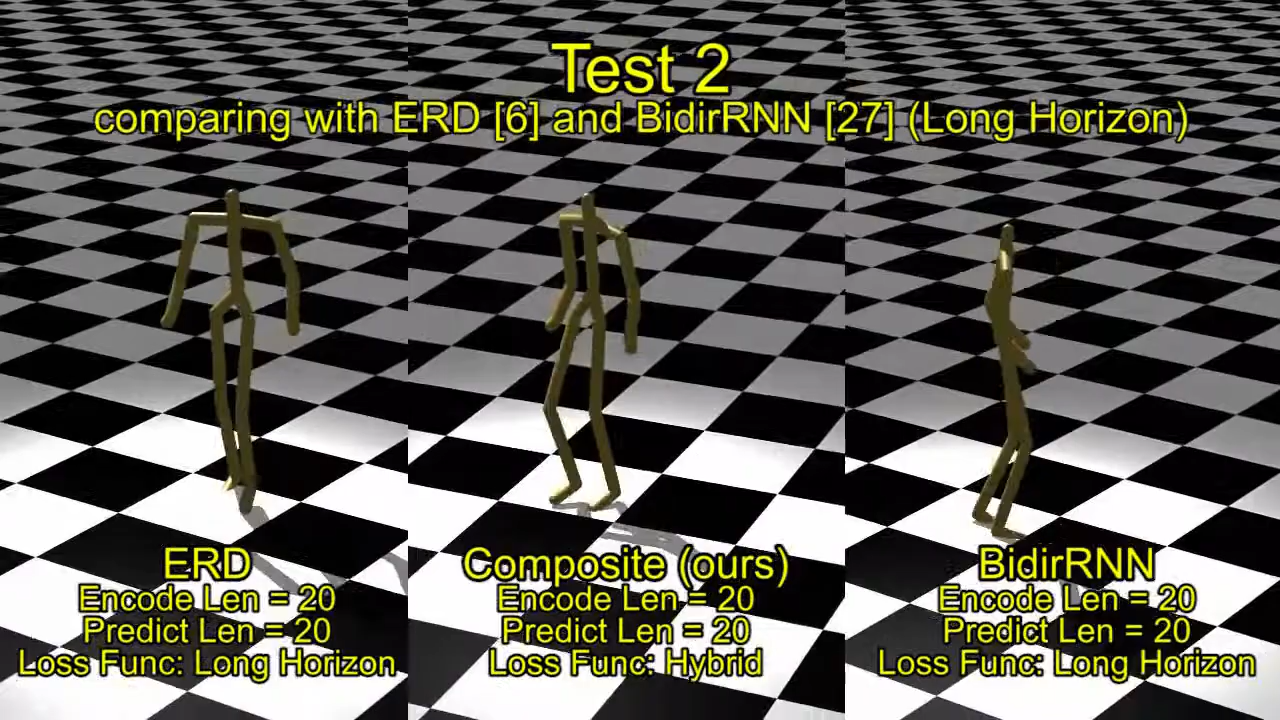 Test 2
comparing with ERD [6] and BidirRNN [27] (Long Horizon)
ERD
Encode Len = 20
Predict Len = 20
Loss Func: Long Horizon
Composite (ours)
Encode Len = 20
Predict Len = 20
Loss Func: Hybrid
BidirRNN
Encode Len = 20
Predict Len = 20
Loss Func: Long Horizon